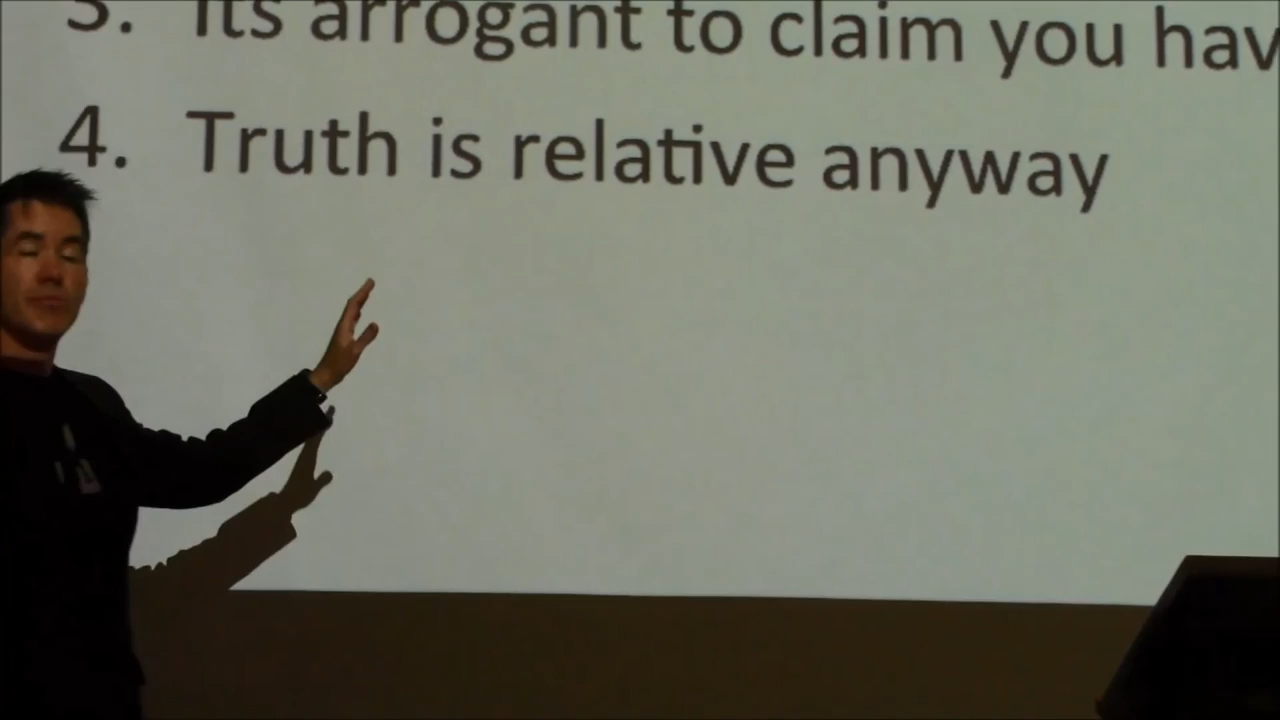 3. Its arrogant to claim you hav
4. Truth is relative anyway